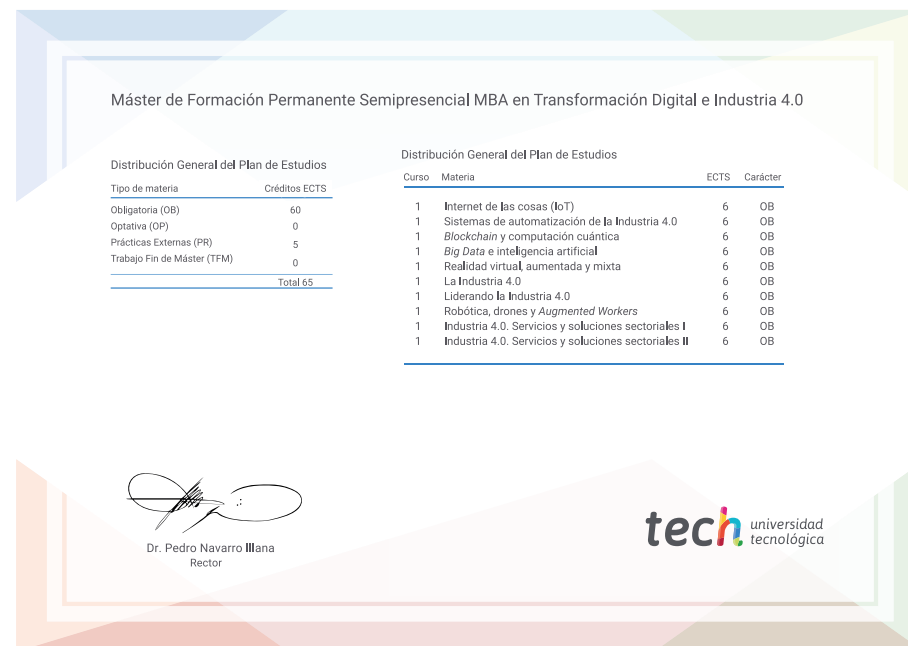 Máster de Formación Permanente Semipresencial MBA en Transformación Digital e Industria 4.0
Distribución General del Plan de Estudios
Tipo de materia Créditos ECTS
Obligatoria (OB) 60
Optativa (OP) 0
Prácticas Externas (PR) 5
Trabajo Fin de Máster (TFM) 0
Total 65
Distribución General del Plan de Estudios
Curso Materia ECTS Carácter
1 Internet de las cosas (IoT) 6 OB
1 Sistemas de automatización de la Industria 4.0 6 OB
1 Blockchain y computación cuántica 6 OB
1 Big Data e inteligencia artificial 6 OB
1 Realidad virtual, aumentada y mixta 6 OB
1 La Industria 4.0 6 OB
1 Liderando la Industria 4.0 6 OB
1 Robótica, drones y Augmented Workers 6 OB
1 Industria 4.0. Servicios y soluciones sectoriales I 6 OB
1 Industria 4.0. Servicios y soluciones sectoriales II 6 OB
Dr. Pedro Navarro Illana
Rector
tech universidad
tecnológica